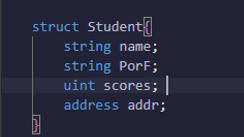 struct Student{
string name;
string PorF;
uint scores;
address addr;
}